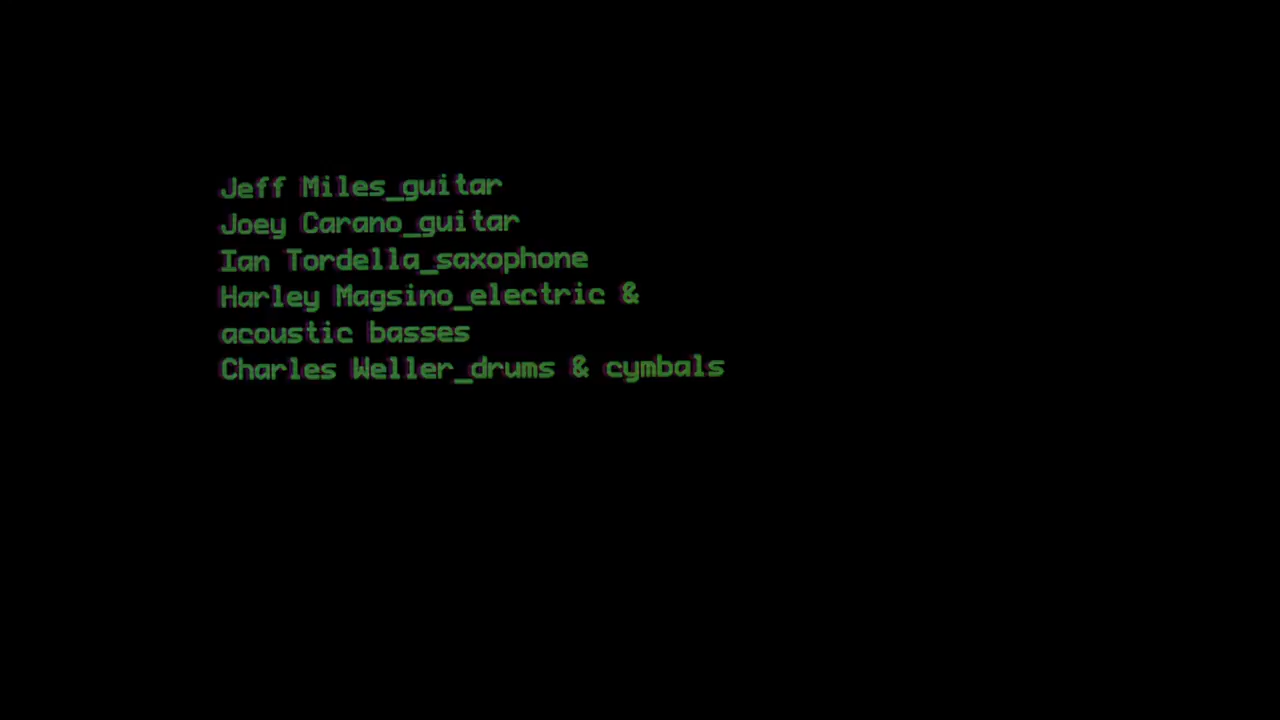 Jeff Miles_guitar
Joey Carano_guitar
Ian Tordella_saxophone
Harley Magsino_electric &
acoustic basses
Charles Weller_drums & cymbals